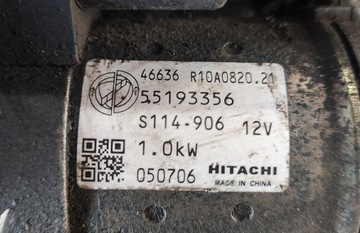 46636 R10A0820.21
55193356
S114-906 12V
1.0kW
050706 HITACHI
MADE IN CHINA